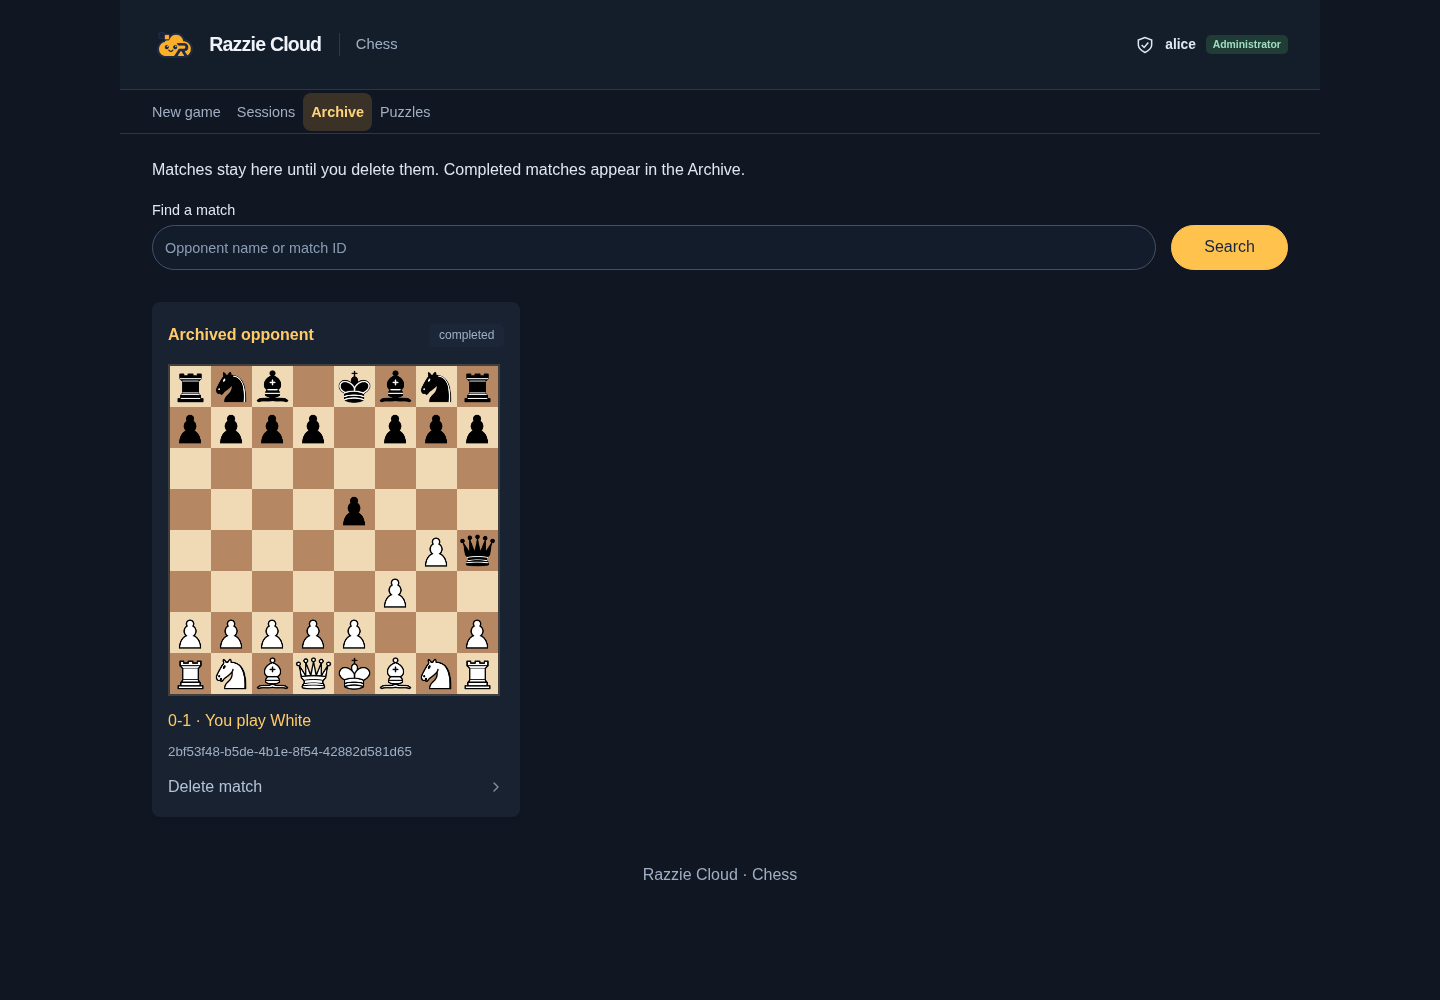 Razzie Cloud
Chess
alice
Administrator
New game
Sessions
Archive
Puzzles
Matches stay here until you delete them. Completed matches appear in the Archive.
Find a match
Opponent name or match ID
Search
Archived opponent
completed
0-1 · You play White
2bf53f48-b5de-4b1e-8f54-42882d581d65
Delete match
Razzie Cloud · Chess